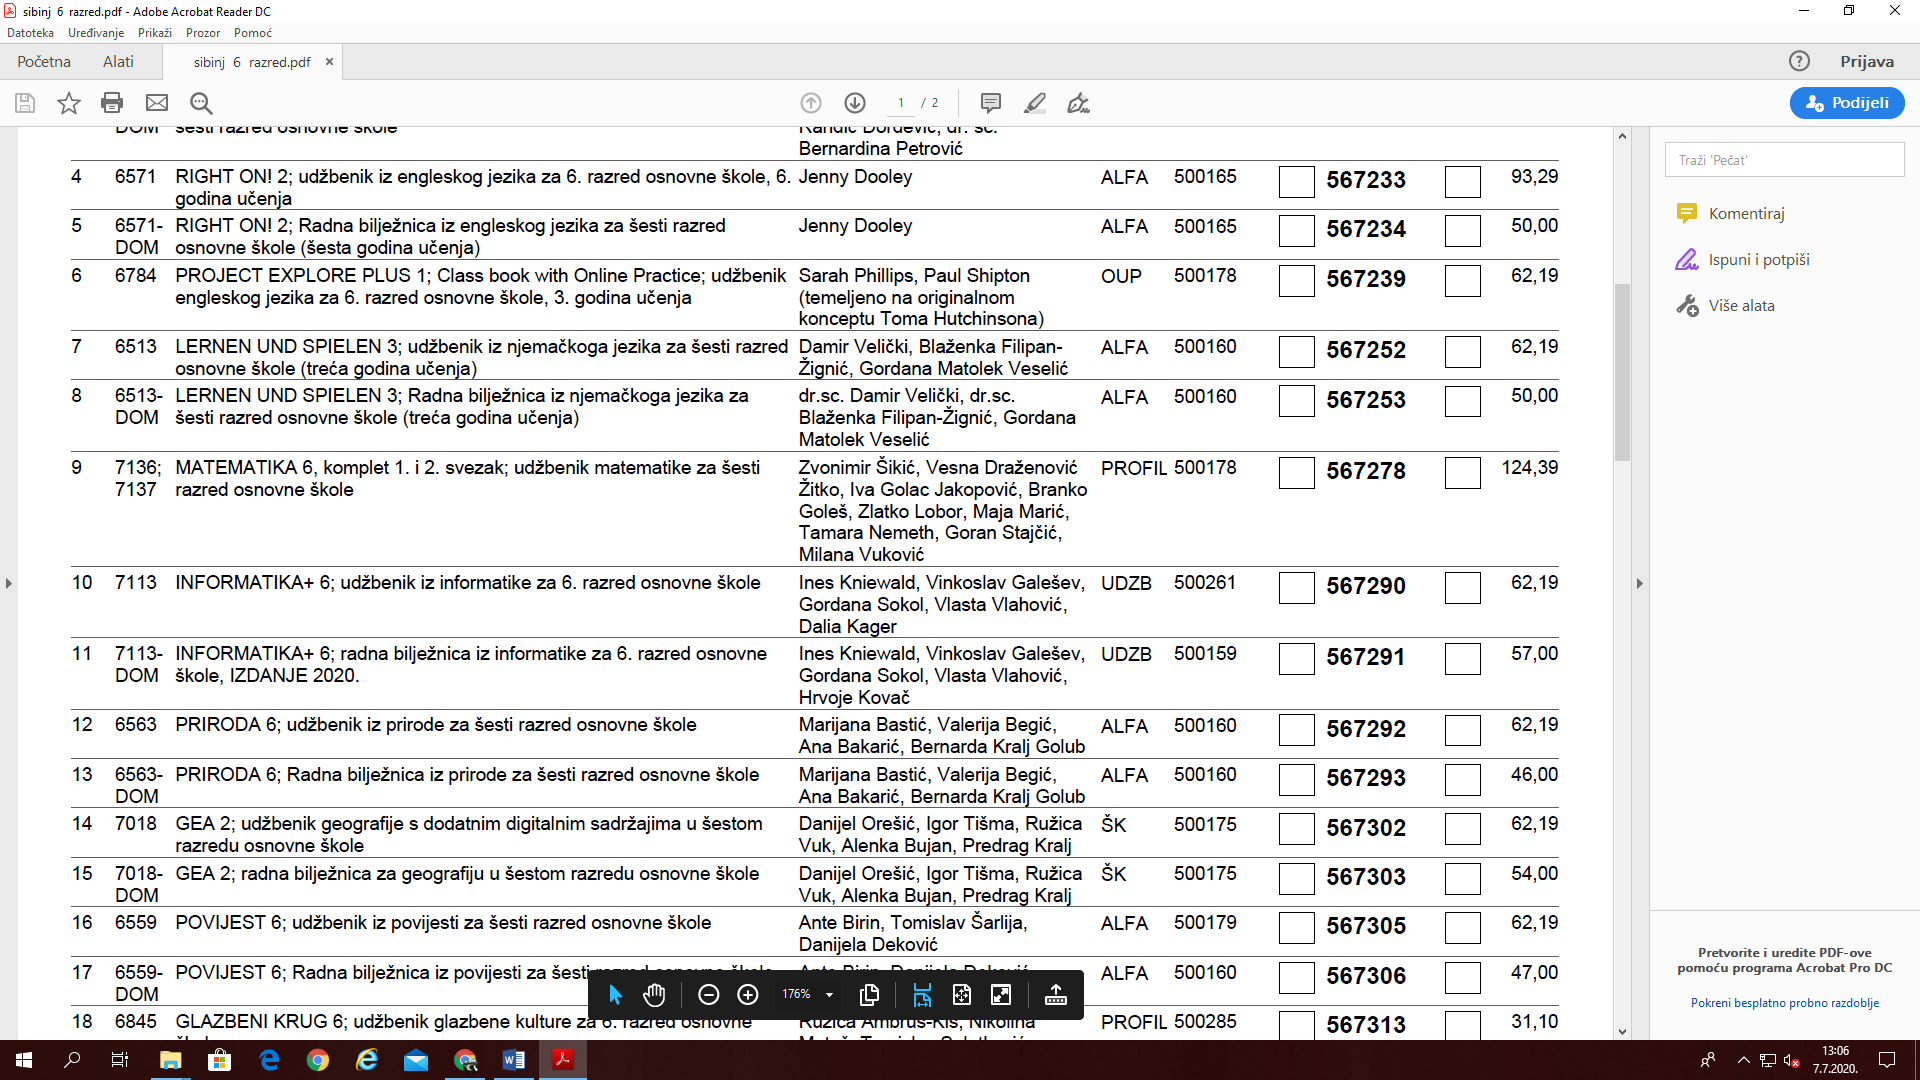 sibinj 6 razred.pdf - Adobe Acrobat Reader DC
Datoteka Uređivanje Prikaži Prozor Pomoć
Početna Alati sibinj 6 razred.pdf × Prijava
1 / 2 Podijeli
DOM šesti razred osnovne škole Randić Đorđević, dr. sc.
Bernardina Petrović
4 6571 RIGHT ON! 2; udžbenik iz engleskog jezika za 6. razred osnovne škole, 6. Jenny Dooley ALFA 500165 567233 93,29
godina učenja
5 6571- RIGHT ON! 2; Radna bilježnica iz engleskog jezika za šesti razred Jenny Dooley ALFA 500165 567234 50,00
DOM osnovne škole (šesta godina učenja)
6 6784 PROJECT EXPLORE PLUS 1; Class book with Online Practice; udžbenik Sarah Phillips, Paul Shipton OUP 500178 567239 62,19
engleskog jezika za 6. razred osnovne škole, 3. godina učenja (temeljeno na originalnom
konceptu Toma Hutchinsona)
7 6513 LERNEN UND SPIELEN 3; udžbenik iz njemačkoga jezika za šesti razred Damir Velički, Blaženka Filipan- ALFA 500160 567252 62,19
osnovne škole (treća godina učenja) Žignić, Gordana Matolek Veselić
8 6513- LERNEN UND SPIELEN 3; Radna bilježnica iz njemačkoga jezika za dr.sc. Damir Velički, dr.sc. ALFA 500160 567253 50,00
DOM šesti razred osnovne škole (treća godina učenja) Blaženka Filipan-Žignić, Gordana
Matolek Veselić
9 7136; MATEMATIKA 6, komplet 1. i 2. svezak; udžbenik matematike za šesti Zvonimir Šikić, Vesna Draženović PROFIL 500178 567278 124,39
7137 razred osnovne škole Žitko, Iva Golac Jakopović, Branko
Goleš, Zlatko Lobor, Maja Marić,
Tamara Nemeth, Goran Stajčić,
Milana Vuković
10 7113 INFORMATIKA+ 6; udžbenik iz informatike za 6. razred osnovne škole Ines Kniewald, Vinkoslav Galešev, UDZB 500261 567290 62,19
Gordana Sokol, Vlasta Vlahović,
Dalia Kager
11 7113- INFORMATIKA+ 6; radna bilježnica iz informatike za 6. razred osnovne Ines Kniewald, Vinkoslav Galešev, UDZB 500159 567291 57,00
DOM škole, IZDANJE 2020. Gordana Sokol, Vlasta Vlahović,
Hrvoje Kovač
12 6563 PRIRODA 6; udžbenik iz prirode za šesti razred osnovne škole Marijana Bastić, Valerija Begić, ALFA 500160 567292 62,19
Ana Bakarić, Bernarda Kralj Golub
13 6563- PRIRODA 6; Radna bilježnica iz prirode za šesti razred osnovne škole Marijana Bastić, Valerija Begić, ALFA 500160 567293 46,00
DOM Ana Bakarić, Bernarda Kralj Golub
14 7018 GEA 2; udžbenik geografije s dodatnim digitalnim sadržajima u šestom Danijel Orešić, Igor Tišma, Ružica ŠK 500175 567302 62,19
razredu osnovne škole Vuk, Alenka Bujan, Predrag Kralj
15 7018- GEA 2; radna bilježnica za geografiju u šestom razredu osnovne škole Danijel Orešić, Igor Tišma, Ružica ŠK 500175 567303 54,00
DOM Vuk, Alenka Bujan, Predrag Kralj
16 6559 POVIJEST 6; udžbenik iz povijesti za šesti razred osnovne škole Ante Birin, Tomislav Šarlija, ALFA 500179 567305 62,19
Danijela Deković
17 6559- POVIJEST 6; Radna bilježnica iz povijesti za šesti razred osnovne škole Ante Birin, Danijela Deković ALFA 500160 567306 47,00
DOM
18 6845 GLAZBENI KRUG 6; udžbenik glazbene kulture za 6. razred osnovne Ružica Ambruš-Kiš, Nikolina PROFIL 500285 567313 31,10
176%
Traži 'Pečat'
Komentiraj
Ispuni i potpiši
Više alata
Pretvorite i uredite PDF-ove
pomoću programa Acrobat Pro DC
Pokreni besplatno probno razdoblje
13:06
7.7.2020.